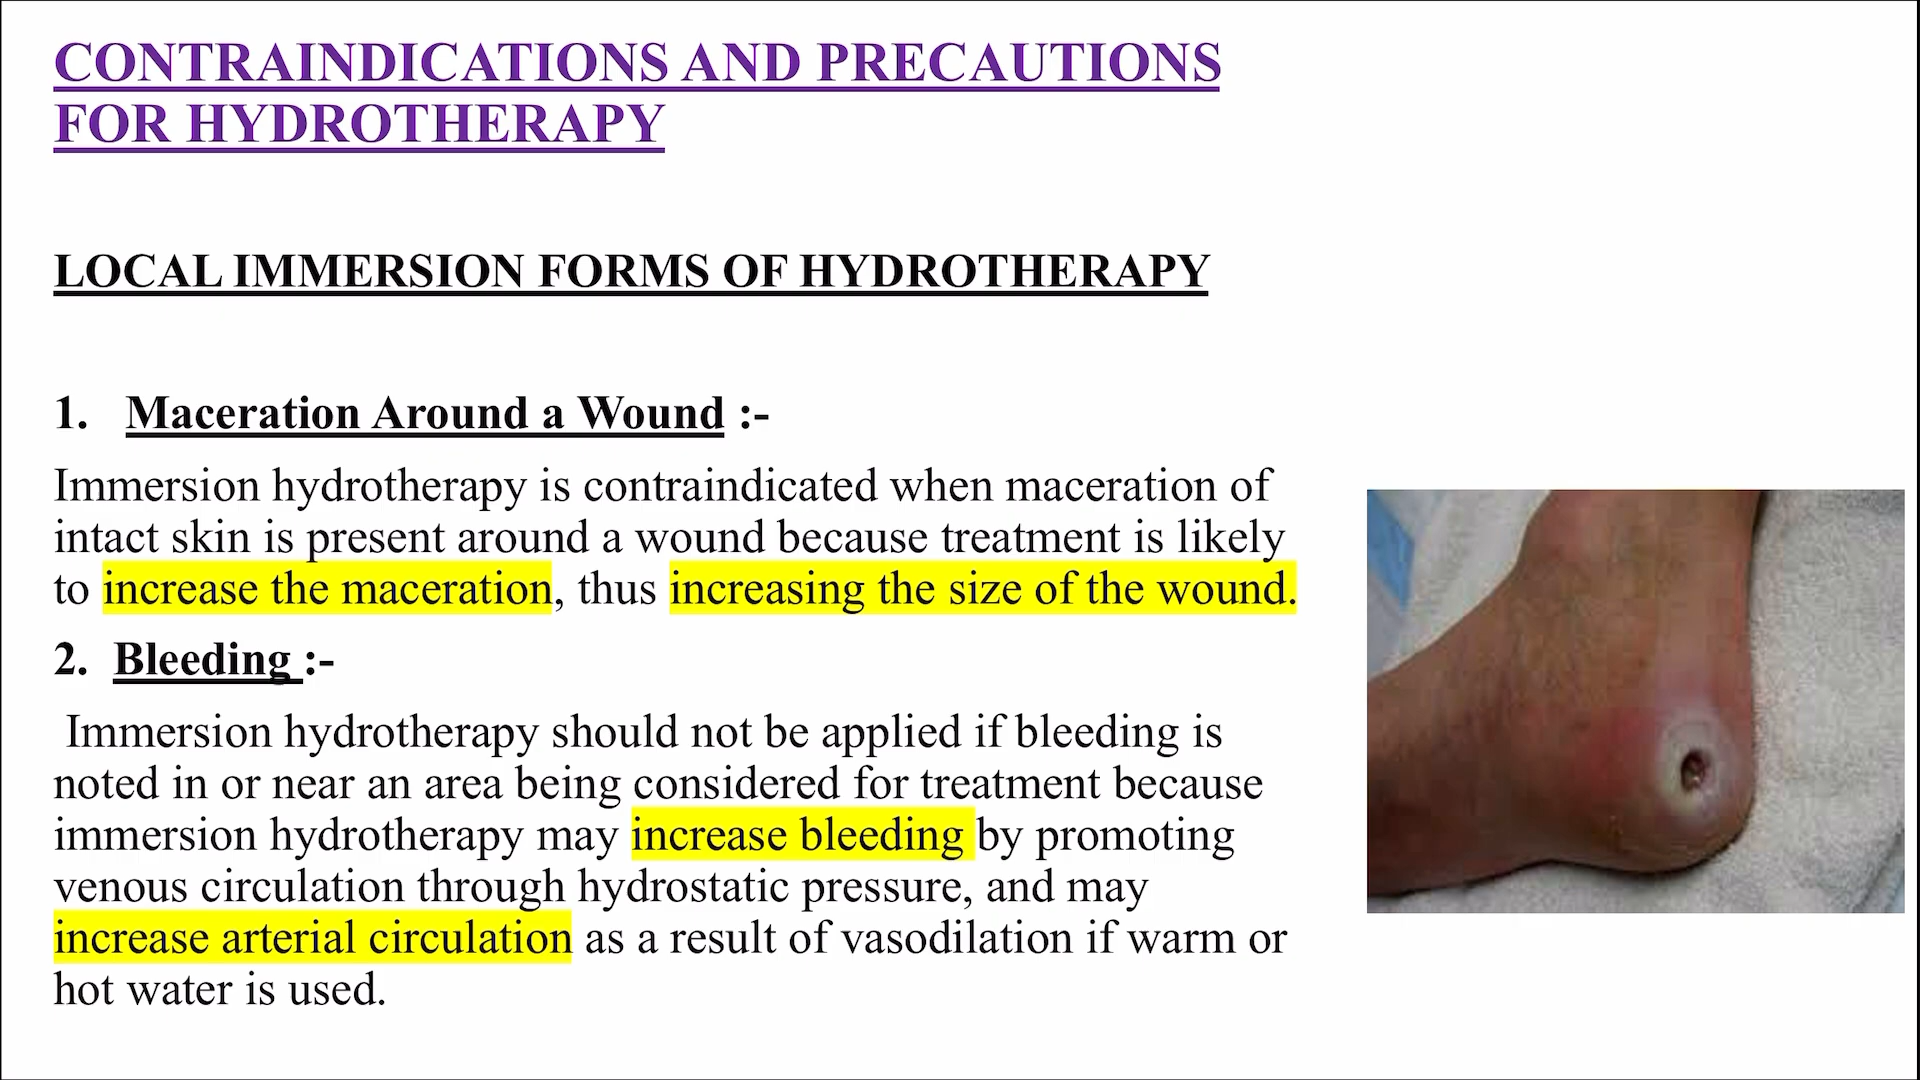 CONTRAINDICATIONS AND PRECAUTIONS
FOR HYDROTHERAPY
LOCAL IMMERSION FORMS OF HYDROTHERAPY
1. Maceration Around a Wound :-
Immersion hydrotherapy is contraindicated when maceration of
intact skin is present around a wound because treatment is likely
to increase the maceration, thus increasing the size of the wound.
2. Bleeding :-
Immersion hydrotherapy should not be applied if bleeding is
noted in or near an area being considered for treatment because
immersion hydrotherapy may increase bleeding by promoting
venous circulation through hydrostatic pressure, and may
increase arterial circulation as a result of vasodilation if warm or
hot water is used.